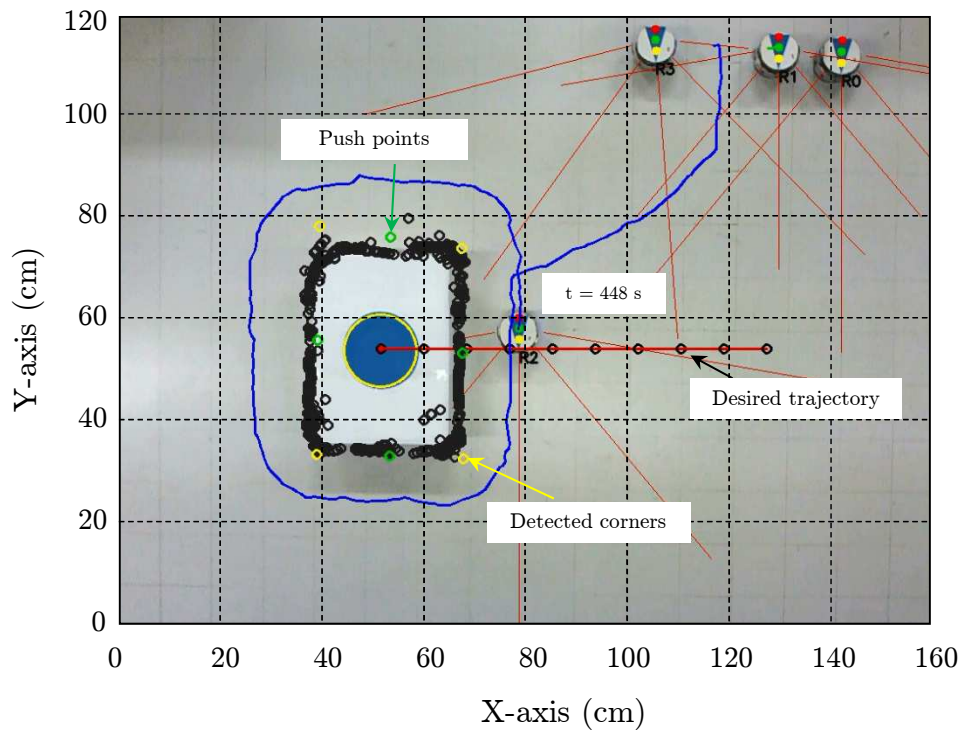 120
100
80
60
40
20
0
Y-axis (cm)
R3
R1
R0
Push points
t = 448 s
R2
Desired trajectory
Detected corners
0 20 40 60 80 100 120 140 160
X-axis (cm)